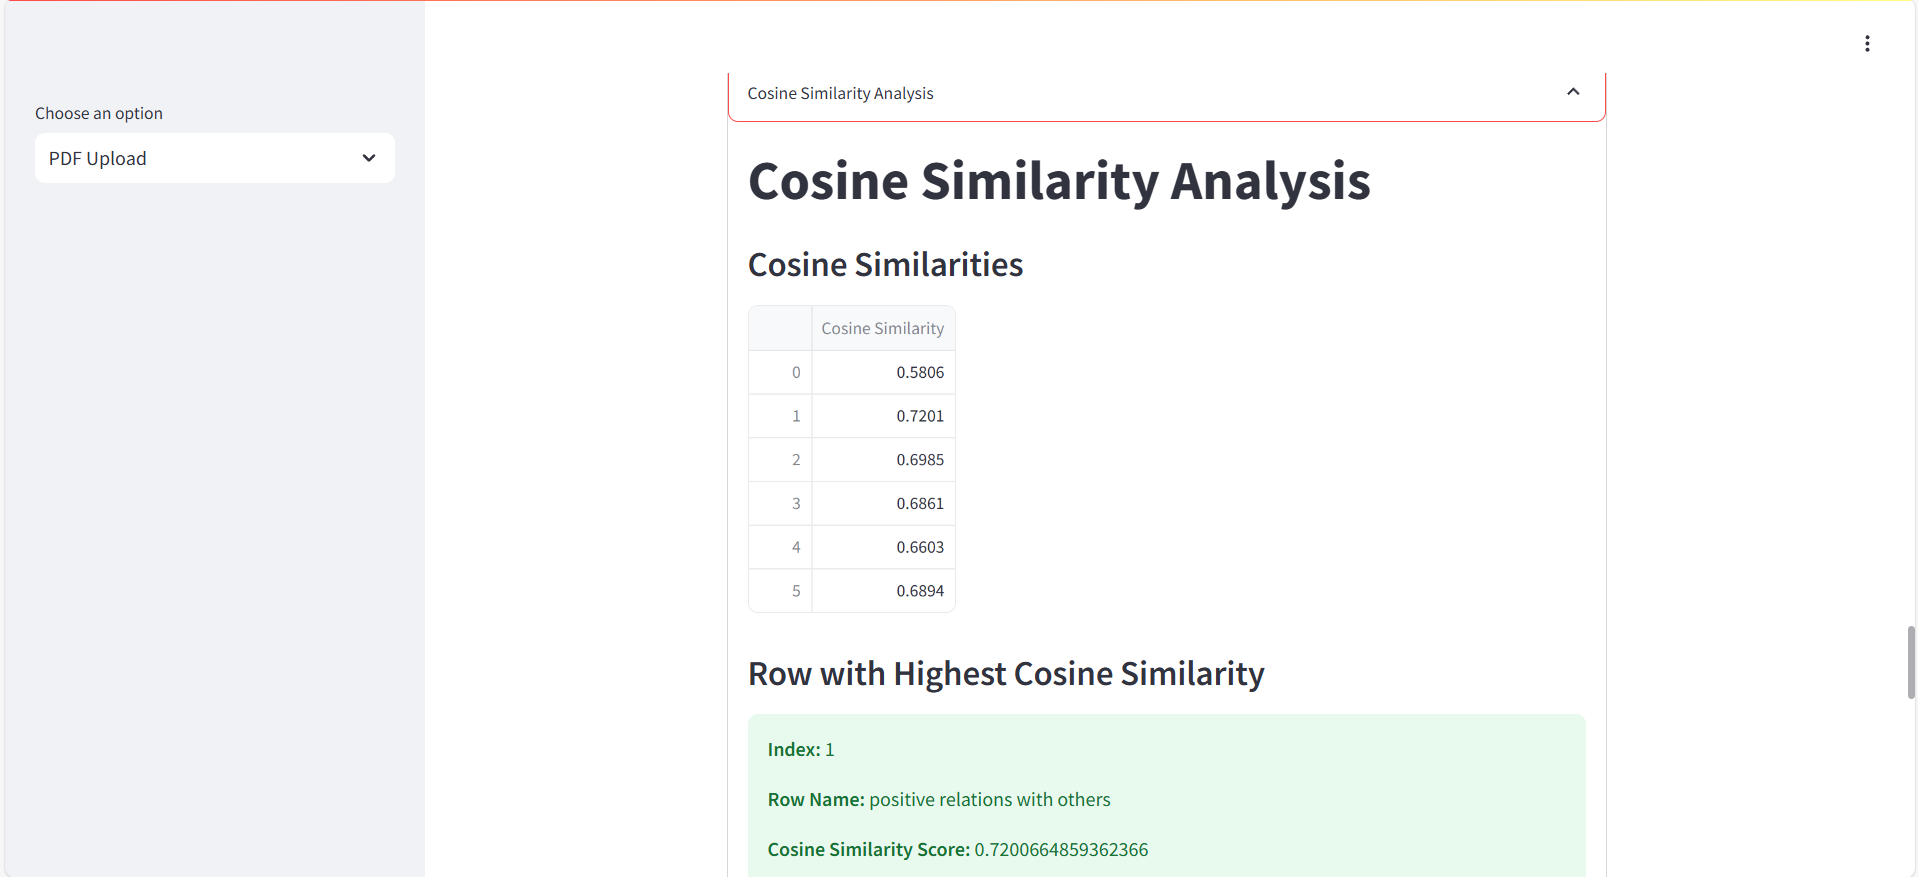 Choose an option
PDF Upload
Cosine Similarity Analysis
Cosine Similarity Analysis
Cosine Similarities
Cosine Similarity
0 0.5806
1 0.7201
2 0.6985
3 0.6861
4 0.6603
5 0.6894
Row with Highest Cosine Similarity
Index: 1
Row Name: positive relations with others
Cosine Similarity Score: 0.7200664859362366